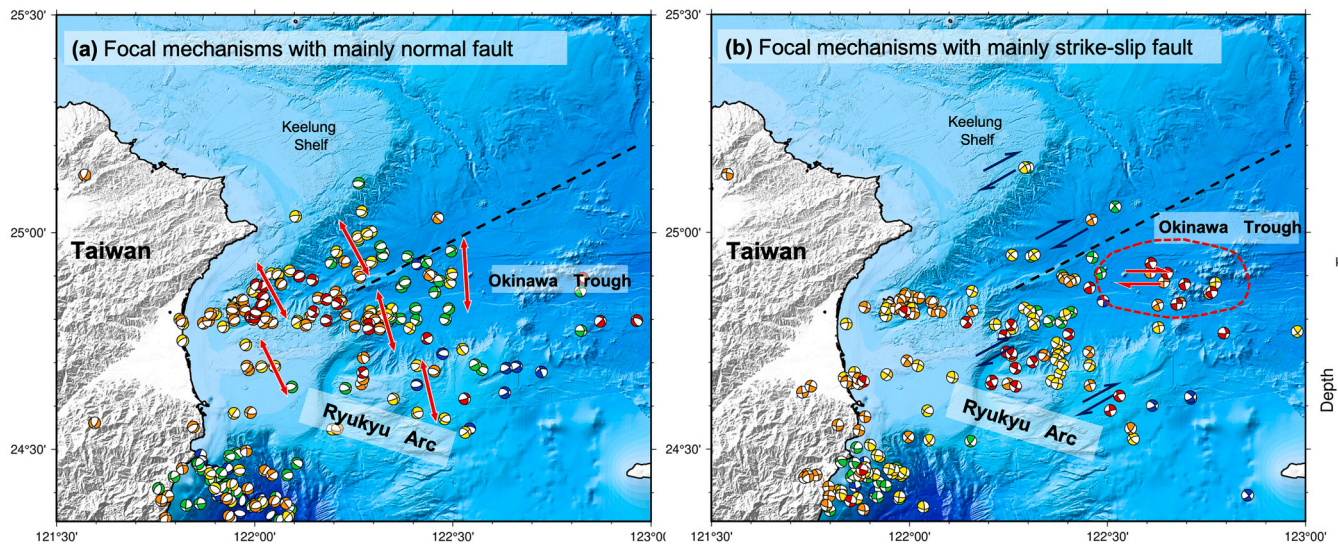 (a) Focal mechanisms with mainly normal fault
25°30'
25°00'
24°30'
121°30'
122°00'
122°30'
123°00'
Keelung
Shelf
Taiwan
Okinawa Trough
Ryukyu Arc
(b) Focal mechanisms with mainly strike-slip fault
25°30'
25°00'
24°30'
121°30'
122°00'
122°30'
123°00'
Keelung
Shelf
Taiwan
Okinawa Trough
Ryukyu Arc
Depth